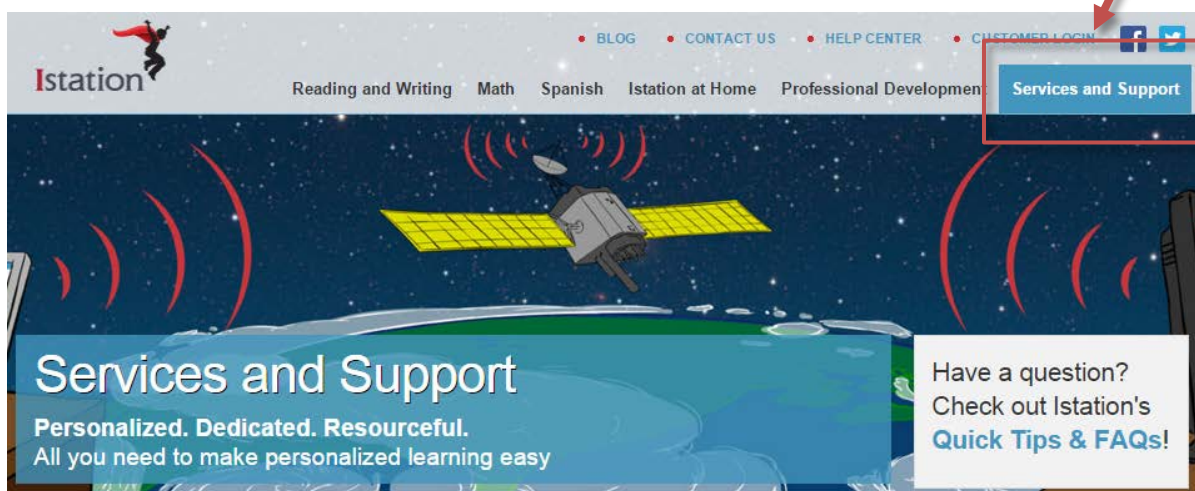 BLOG CONTACT US HELP CENTER CUSTOMER LOGIN
Istation
Reading and Writing Math Spanish Istation at Home Professional Development Services and Support
Services and Support
Personalized. Dedicated. Resourceful.
All you need to make personalized learning easy
Have a question?
Check out Istation's
Quick Tips & FAQs!